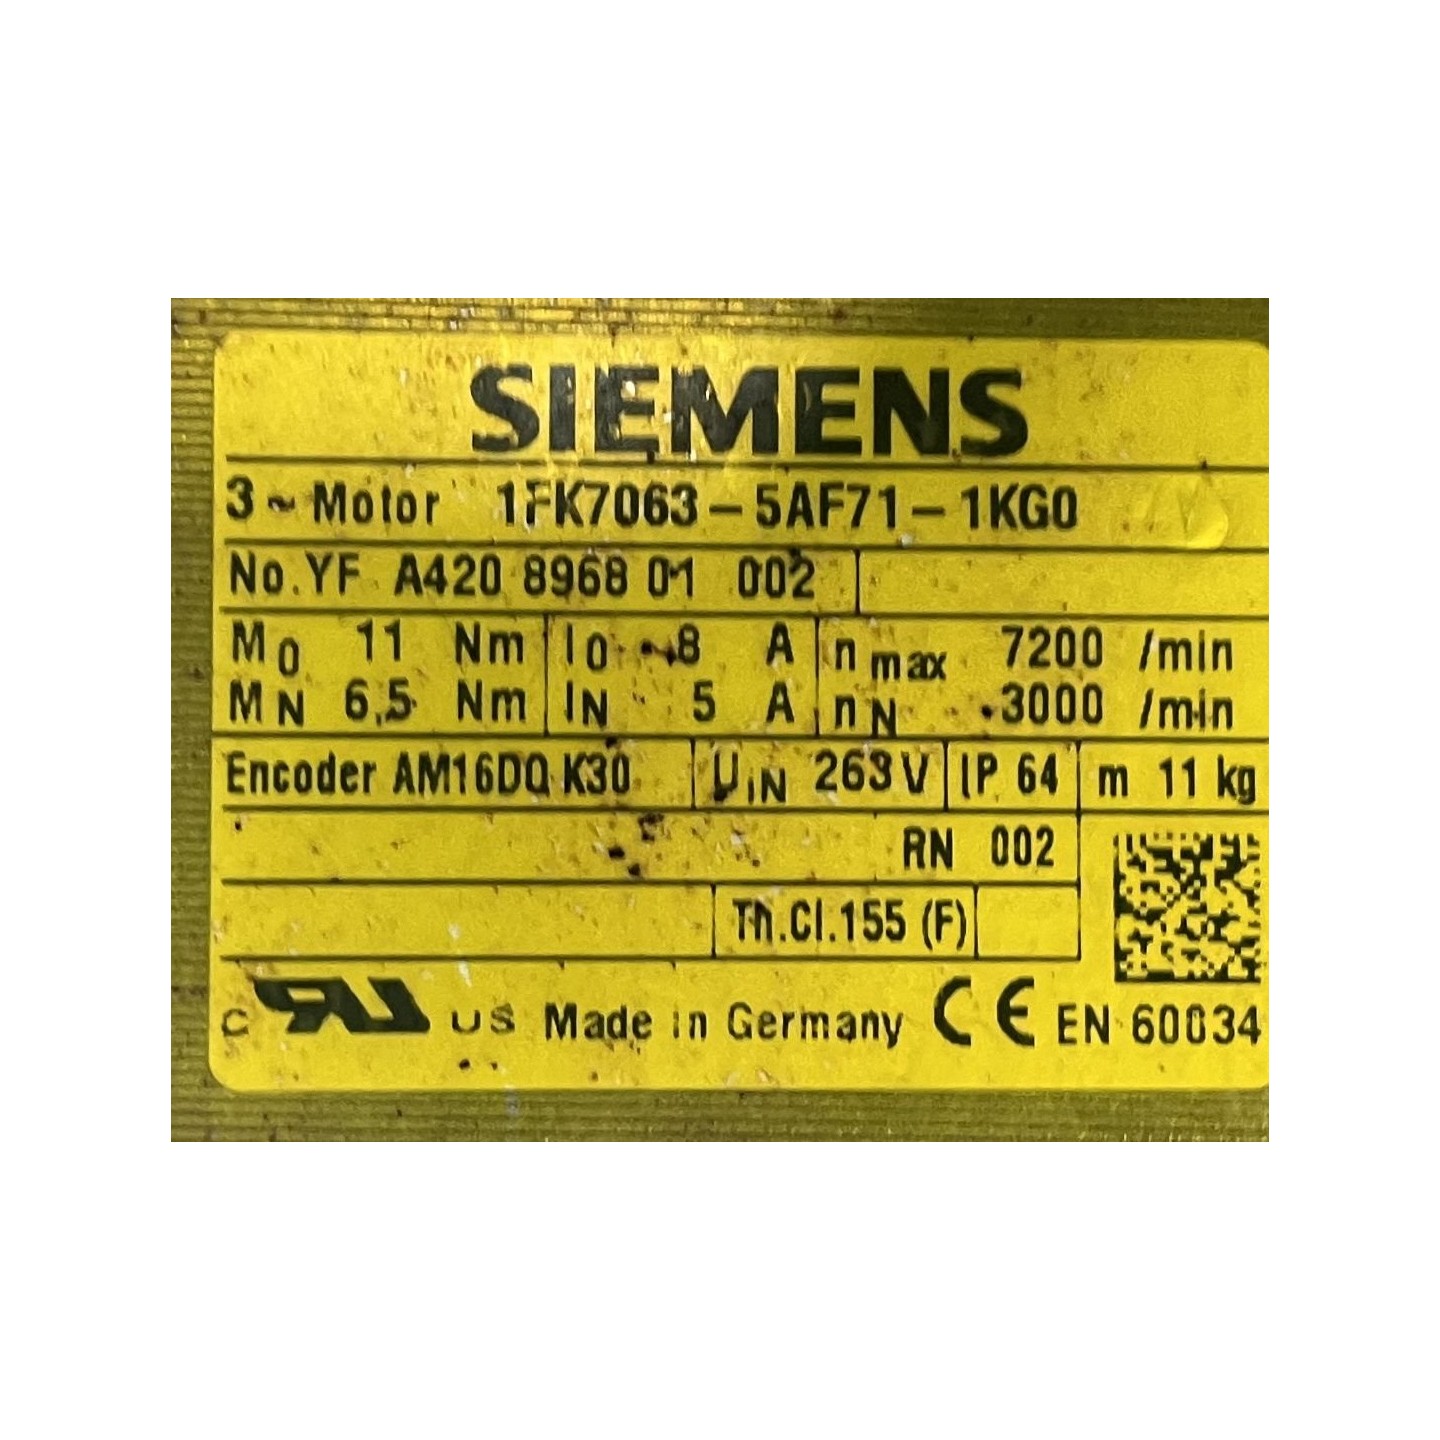 SIEMENS
3~Motor 1FK7063-5AF71-1KG0
No.YF A420 8968 01 002
M0 11 Nm I0 8 A nmax 7200 /min
MN 6,5 Nm IN 5 A nN 3000 /min
Encoder AM16DQ K30 UIN 263 V IP 64 m 11 kg
RN 002
Th.Cl.155 (F)
C RU US Made in Germany CE EN 60034